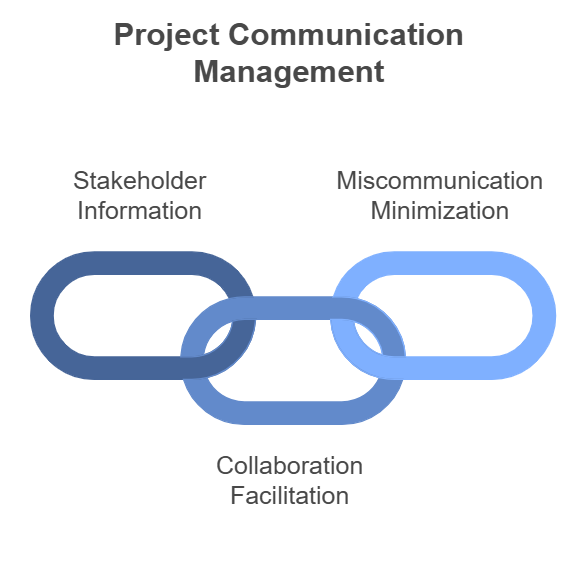 Project Communication
Management
Stakeholder
Information
Miscommunication
Minimization
Collaboration
Facilitation